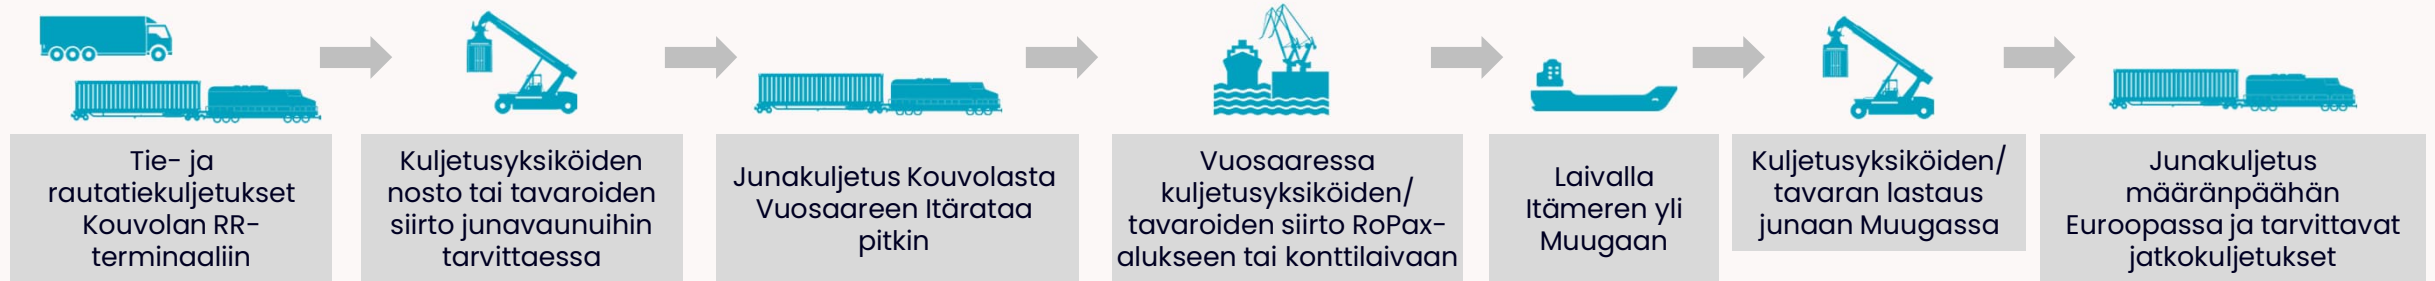 Tie- ja
rautatiekuljetukset
Kouvolan RR-
terminaaliin
Kuljetusyksiköiden
nosto tai tavaroiden
siirto junavaunuihin
tarvittaessa
Junakuljetus Kouvolasta
Vuosaareen Itärataa
pitkin
Vuosaaressa
kuljetusyksiköiden/
tavaroiden siirto RoPax-
alukseen tai konttilaivaan
Laivalla
Itämeren yli
Muugaan
Kuljetusyksiköiden/
tavaran lastaus
junaan Muugassa
Junakuljetus
määränpäähän
Euroopassa ja tarvittavat
jatkokuljetukset